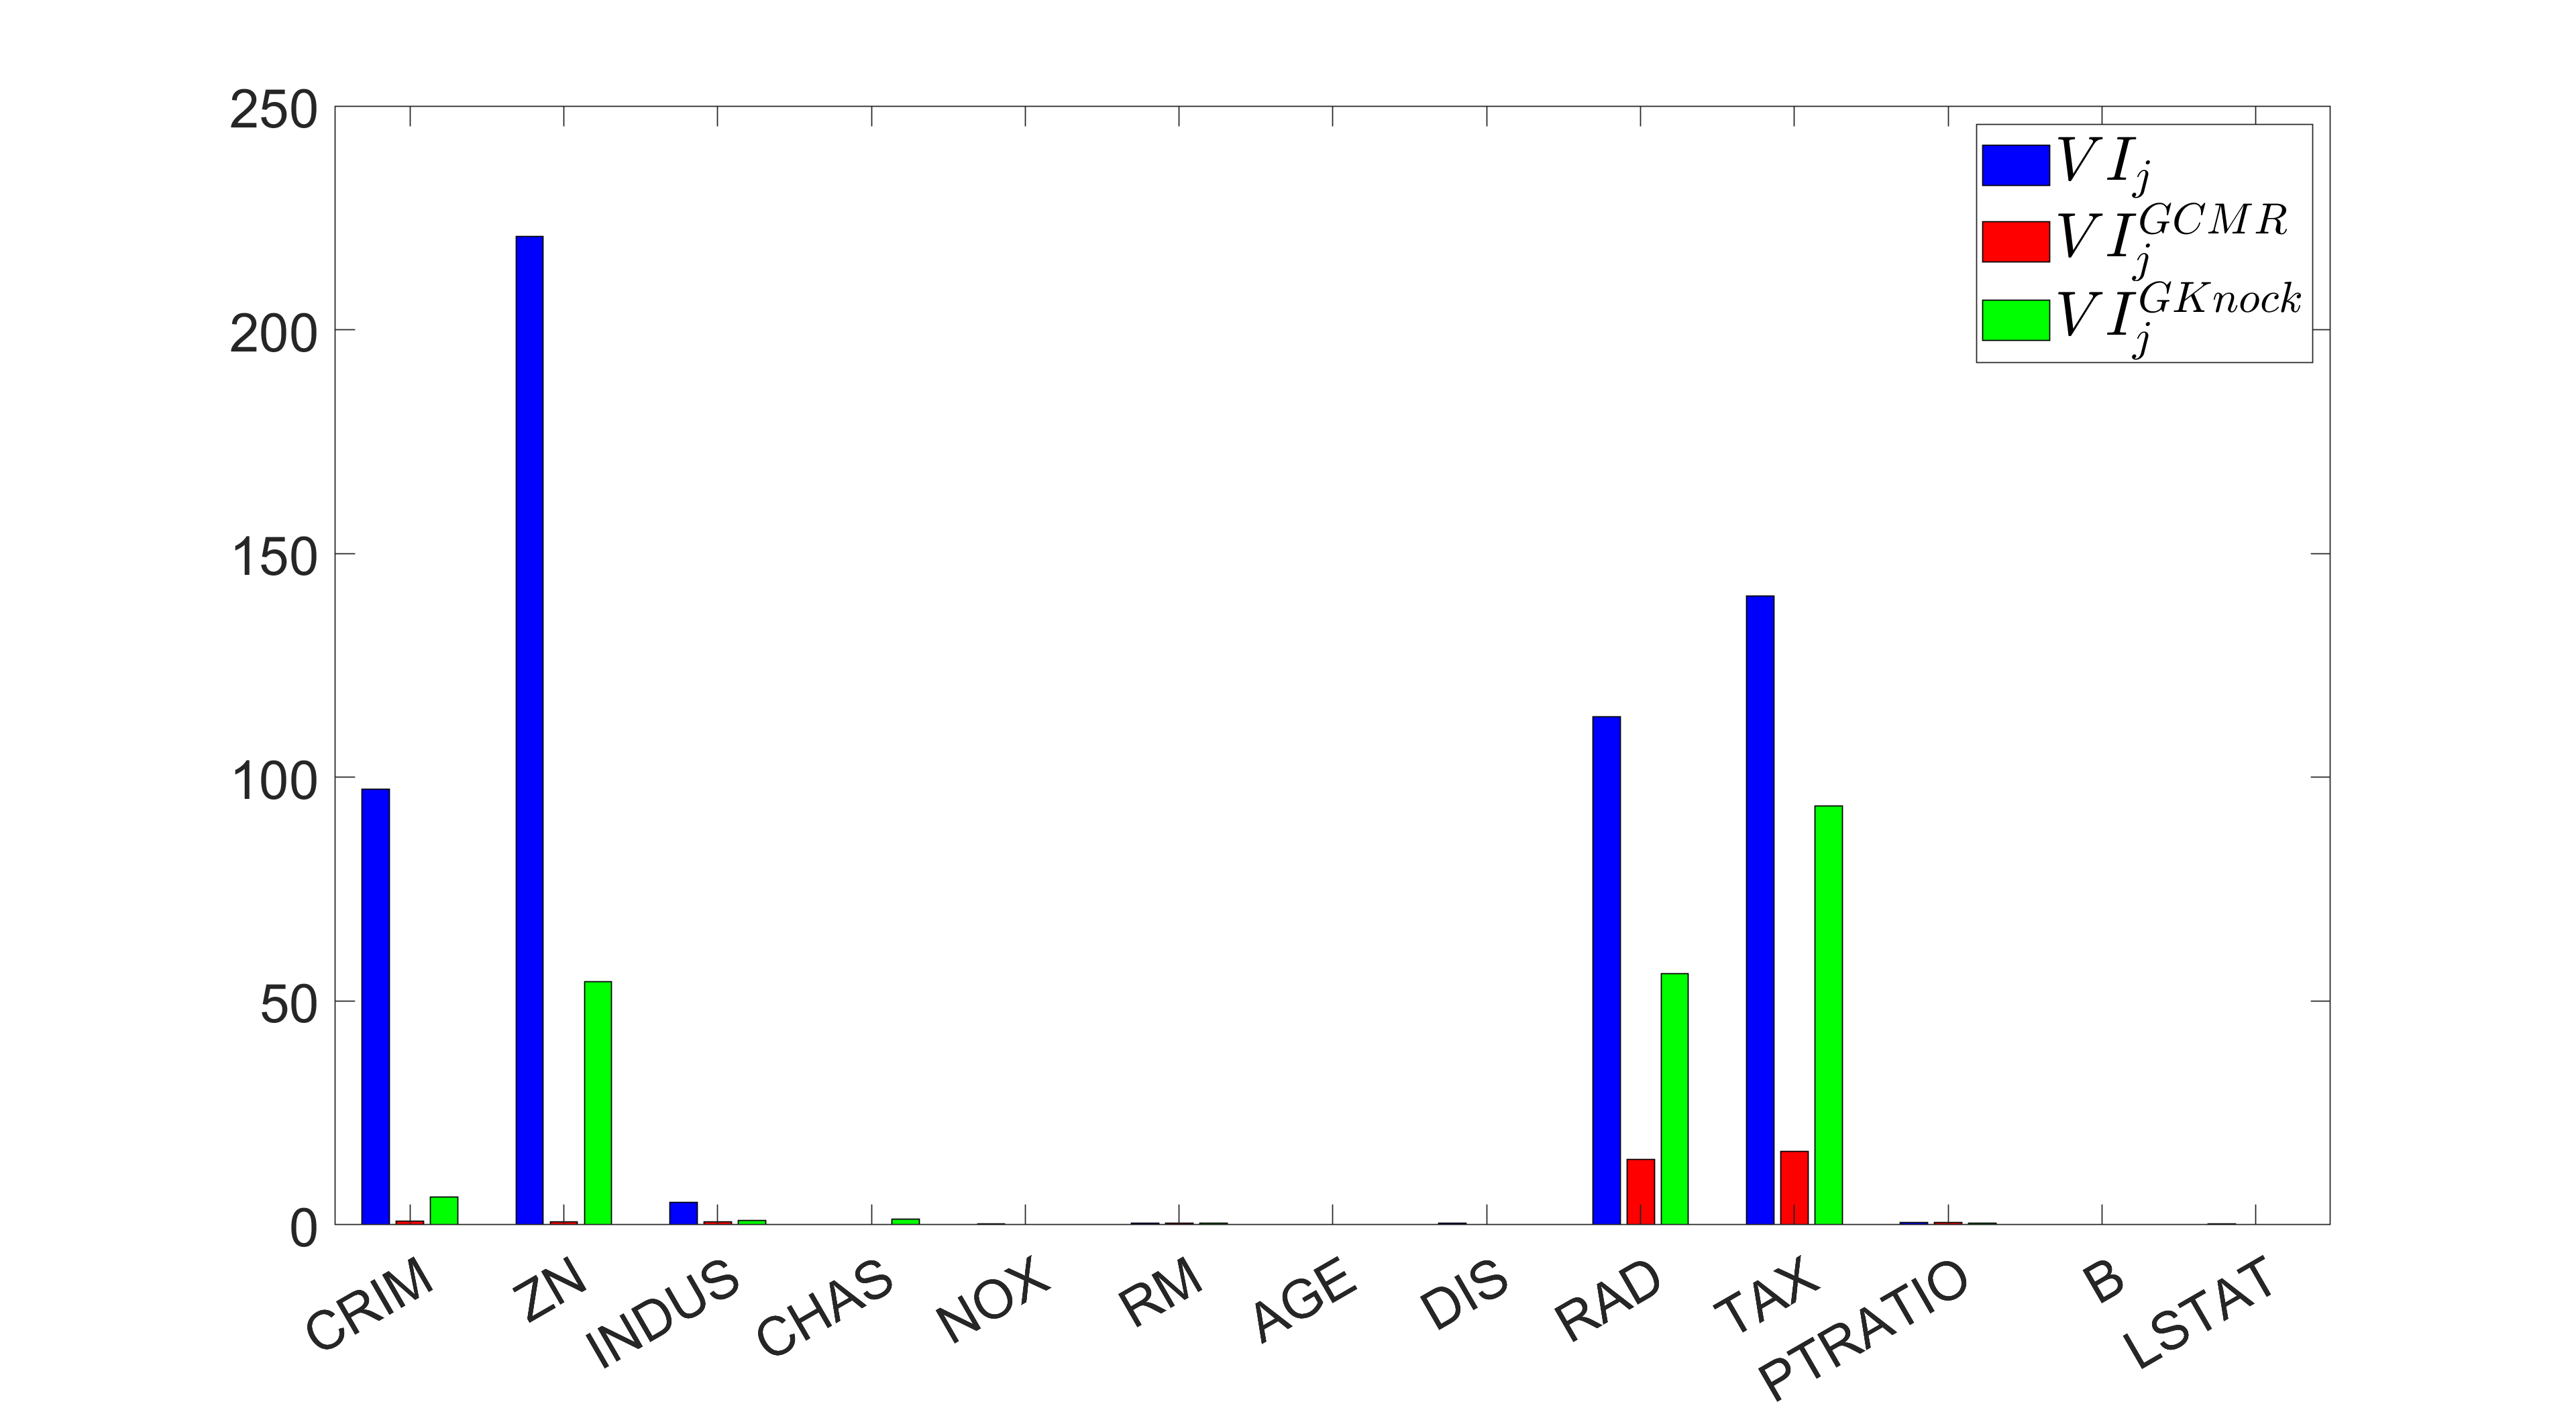 250
200
150
100
50
0
CRIM
ZN
INDUS
CHAS
NOX
RM
AGE
DIS
RAD
TAX
PTRATIO
B
LSTAT
VI_j
VI_j^{GCMR}
VI_j^{GKnock}